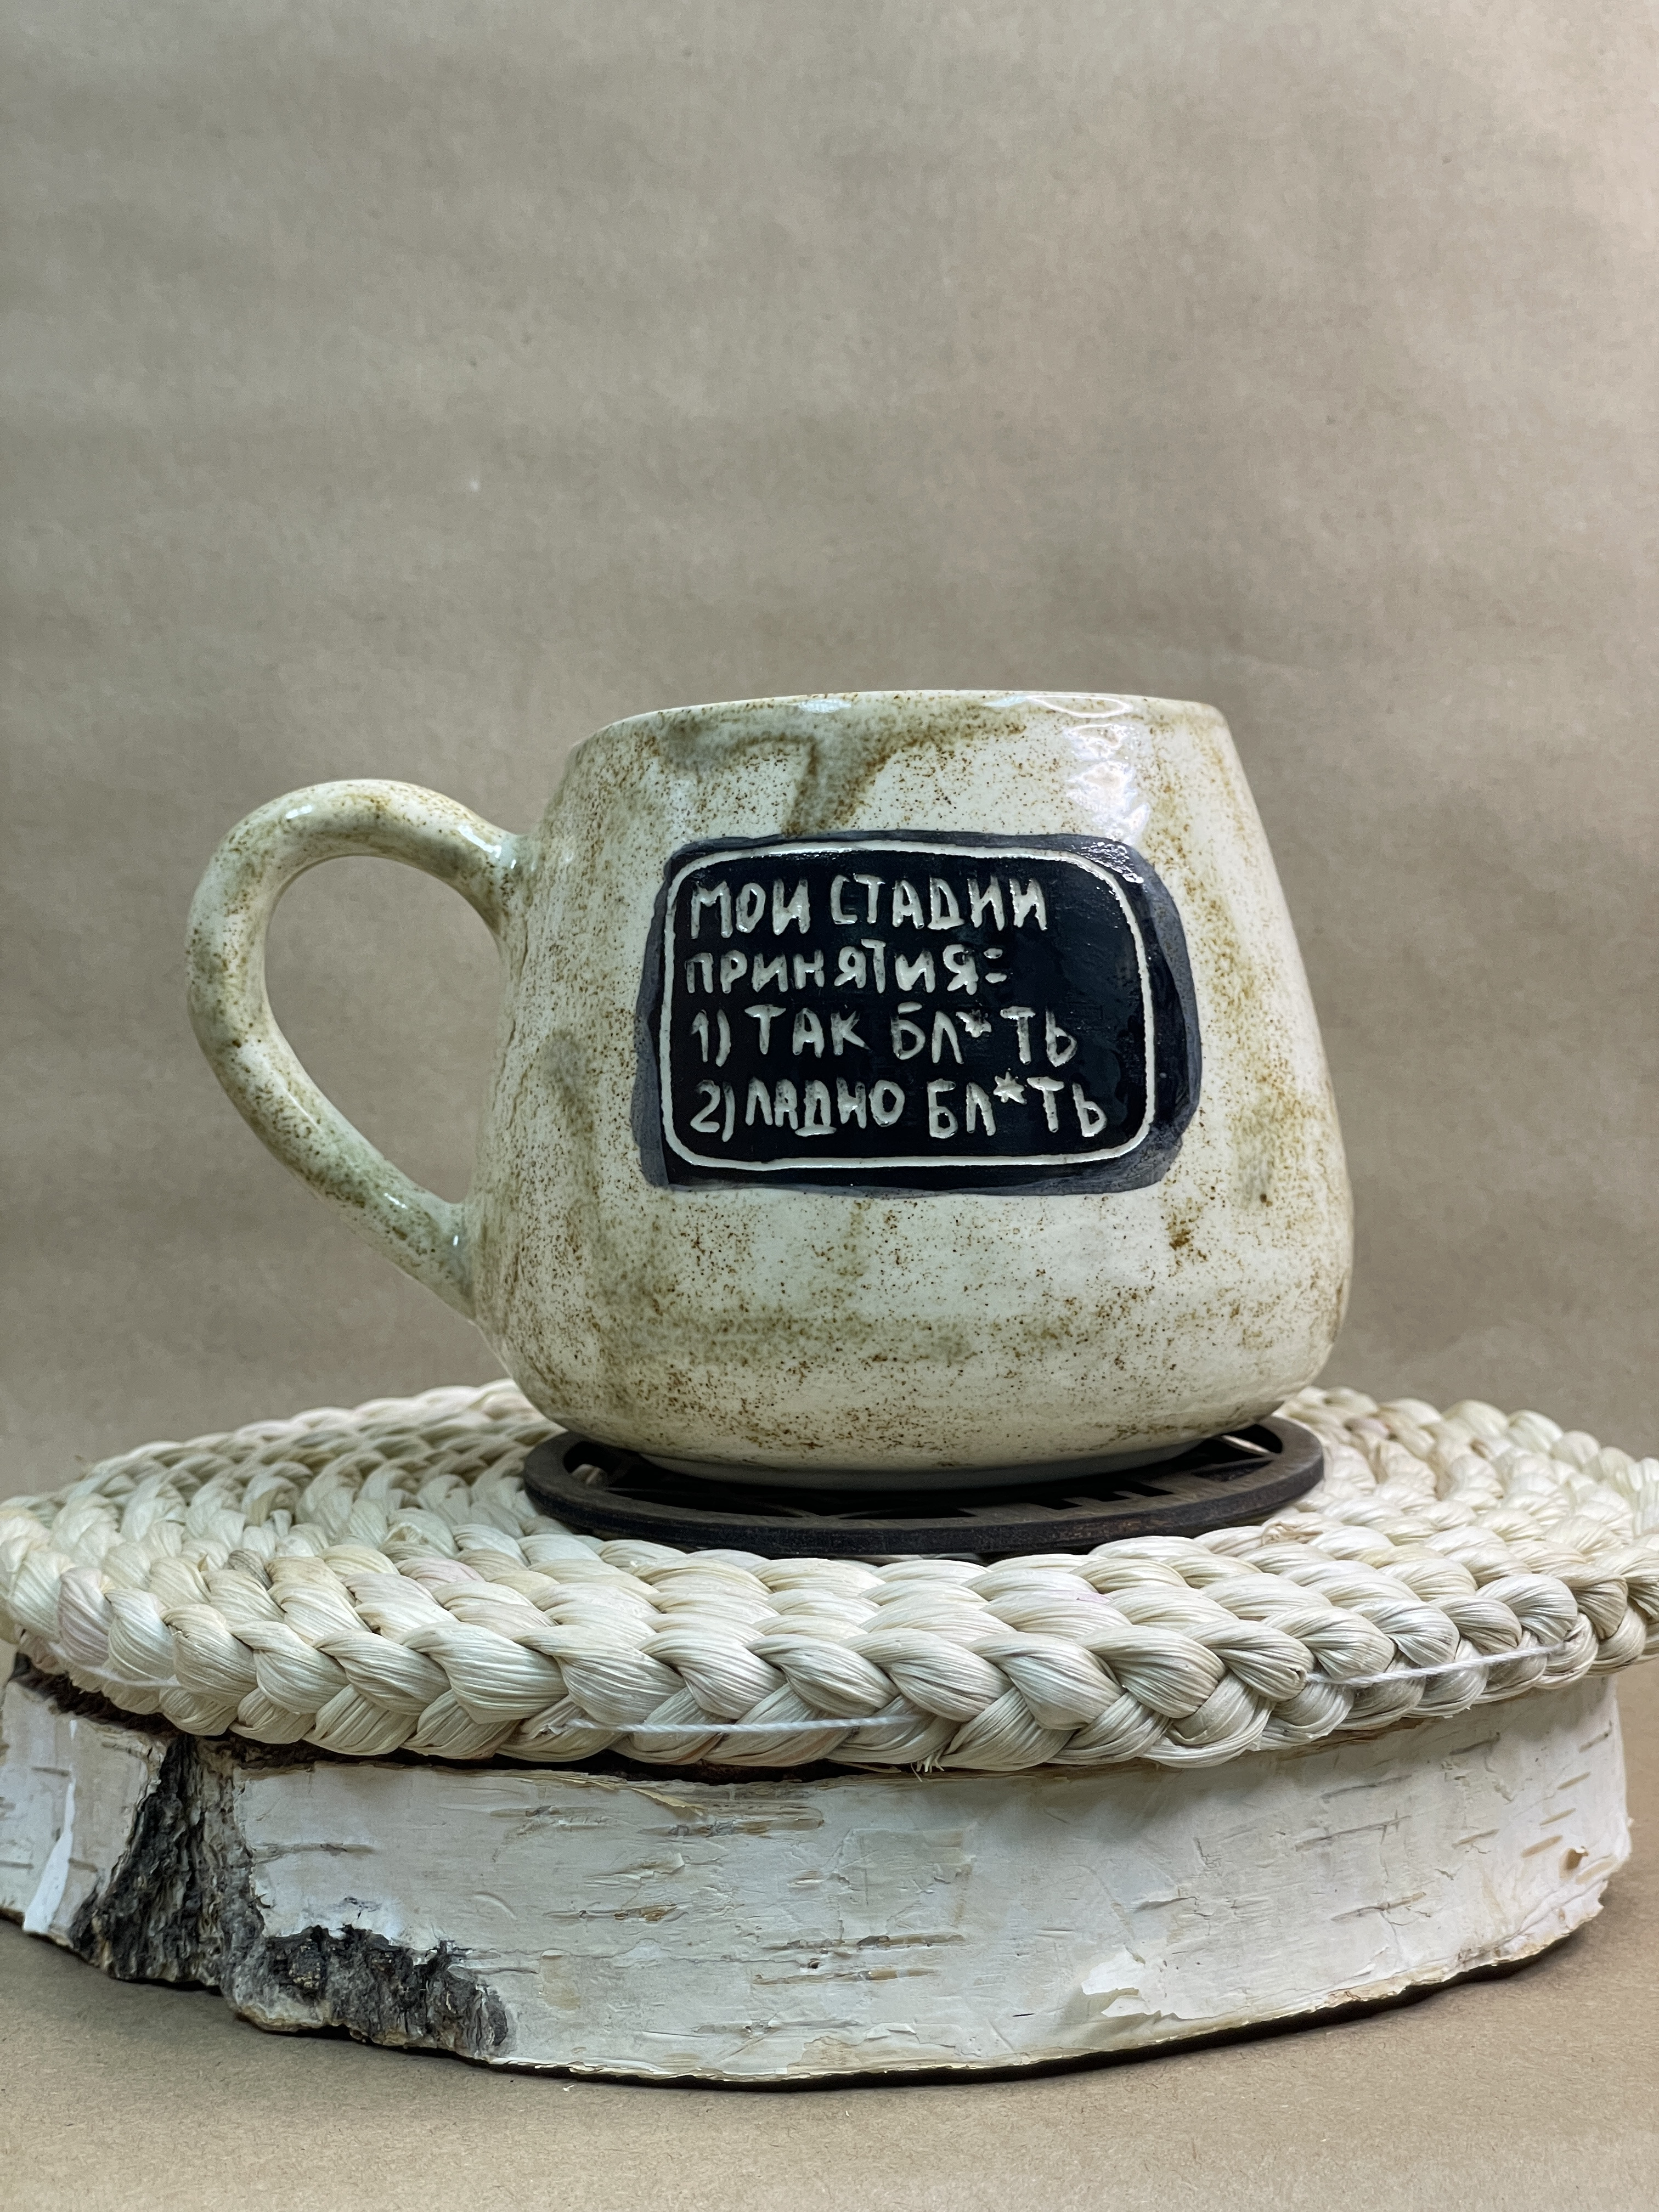 МОИ СТАДИИ
ПРИНЯТИЯ:
1) ТАК БЛ*ТЬ
2) ЛАДНО БЛ*ТЬ